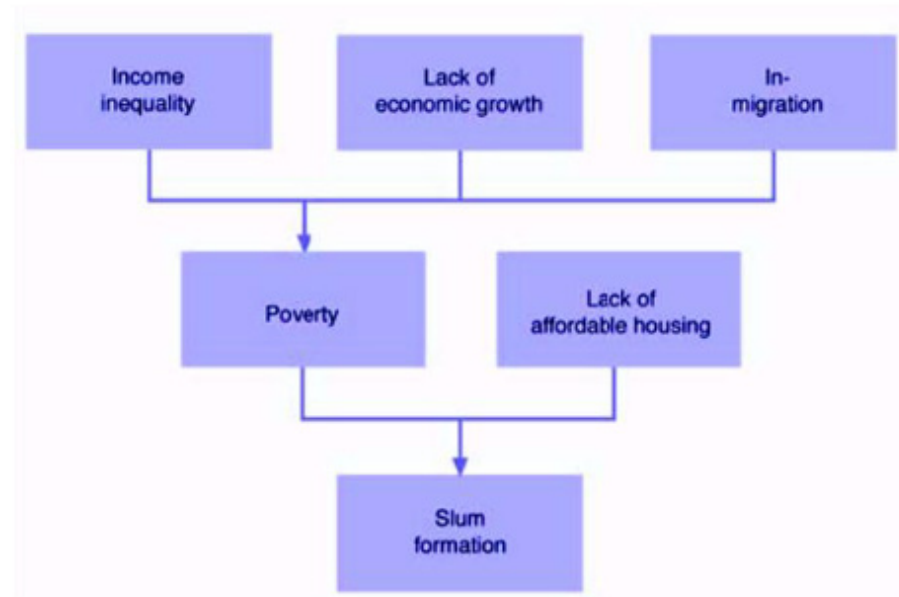 Income
inequality
Lack of
economic growth
In-
migration
Poverty
Lack of
affordable housing
Slum
formation